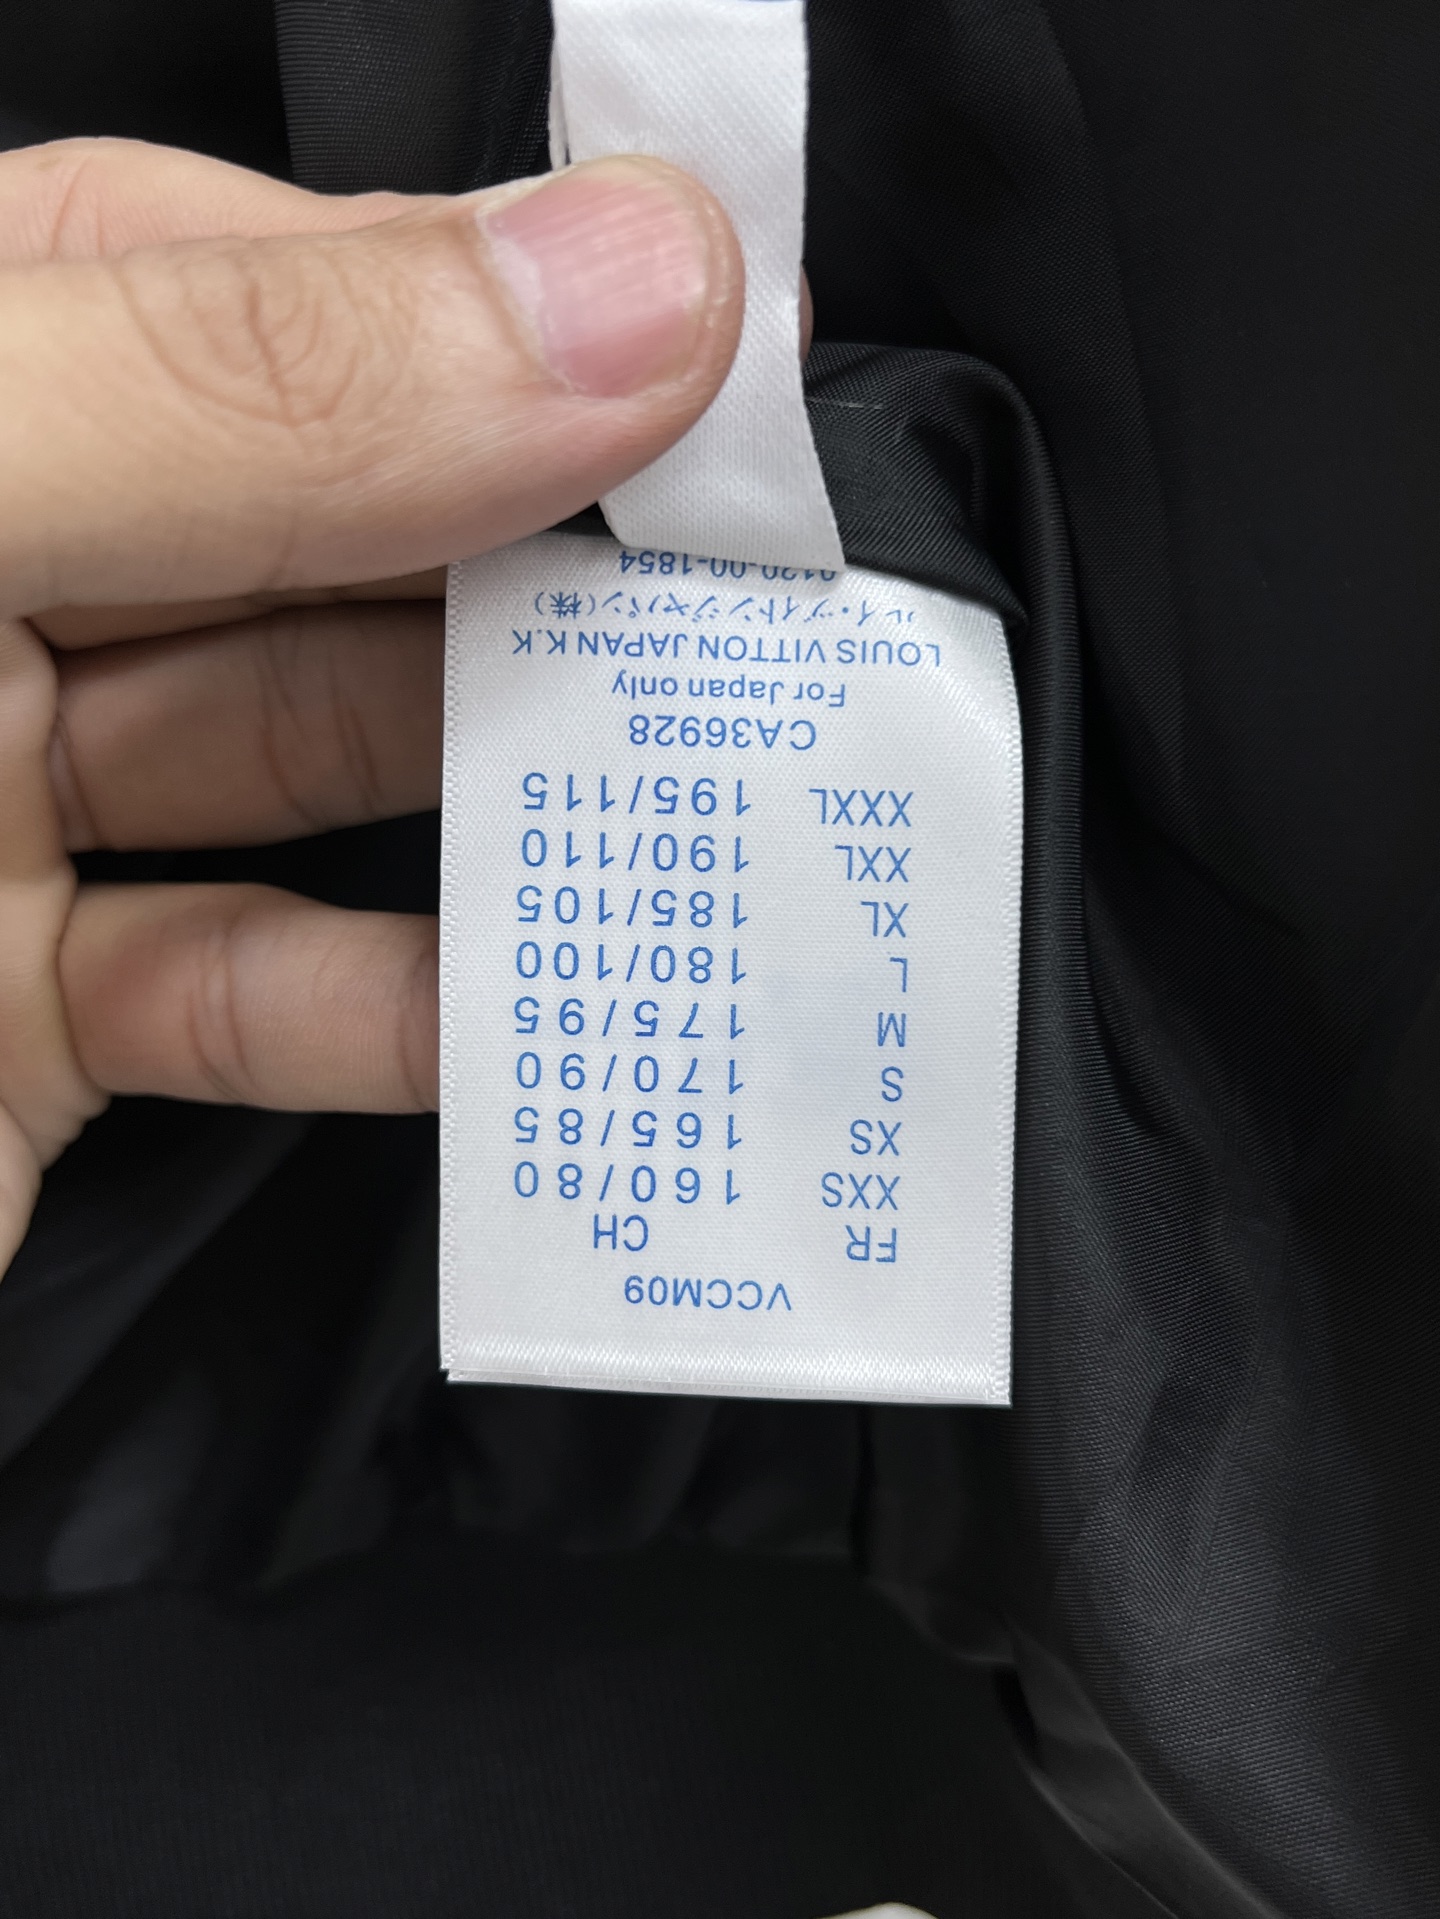 VCCM09
FR CH
XXS 160/80
XS 165/85
S 170/90
M 175/95
L 180/100
XL 185/105
XXL 190/110
XXXL 195/115
CA36928
For Japan only
LOUIS VITTON JAPAN K.K
ルイ・ヅイトンジャパン(株)
0120-00-1854